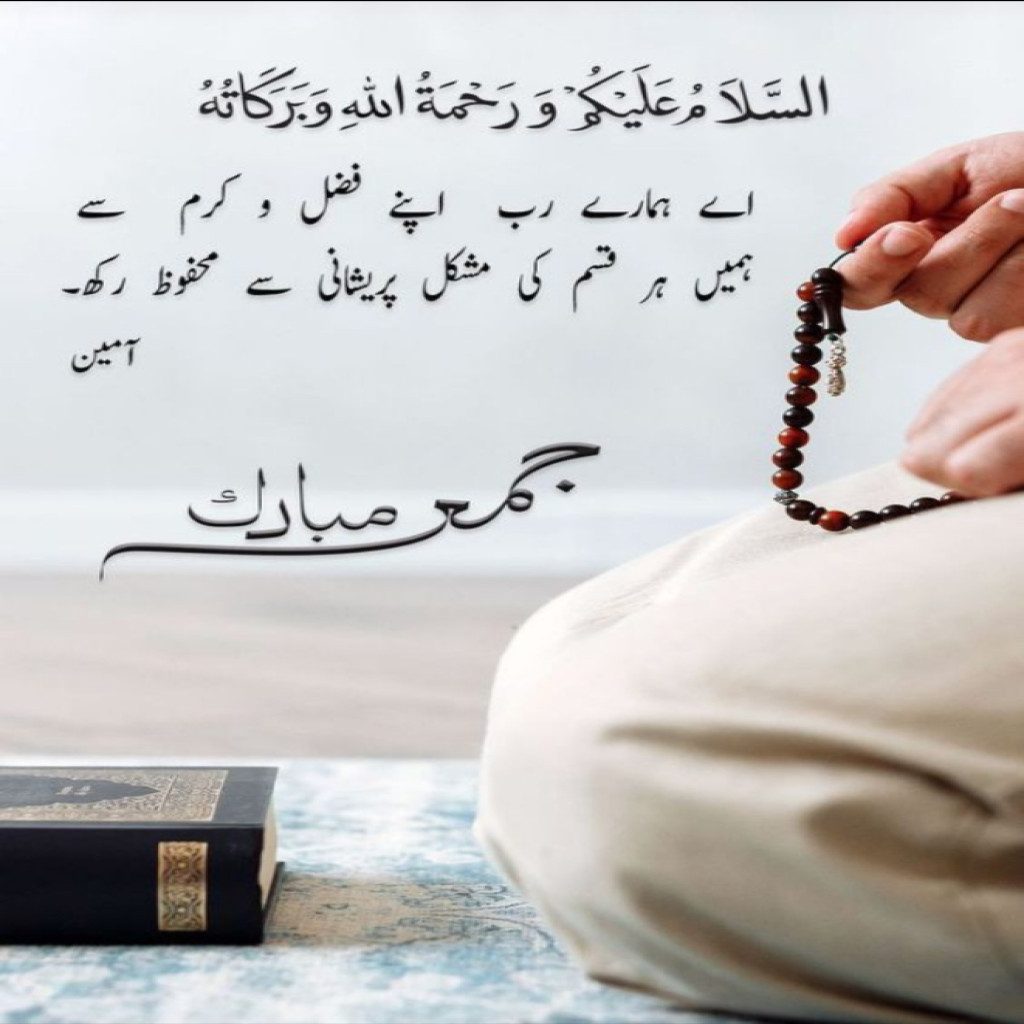 السَّلَامُ عَلَيْكُمْ وَ رَحْمَةُ اللهِ وَبَرَكَاتُهُ
اے ہمارے رب اپنے فضل و کرم سے
ہمیں ہر قسم کی مشکل پریشانی سے محفوظ رکھ۔
آمین
جمعہ مبارک